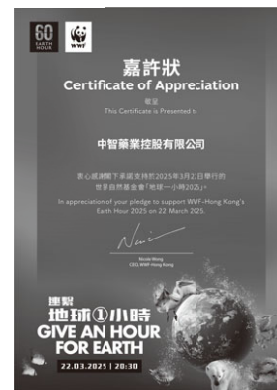 60
EARTH
HOUR
WWF
嘉許狀
Certificate of Appreciation
敬呈
This Certificate is Presented t
中智藥業控股有限公司
衷心感謝閣下承諾支持於2025年3月22日舉行的
世界自然基金會「地球一小時2025」。
In appreciation of your pledge to support WWF-Hong Kong's
Earth Hour 2025 on 22 March 2025.
Nicole Wong
CEO, WWF-Hong Kong
連繫
地球①小時
GIVE AN HOUR
FOR EARTH
22.03.2025 | 20:30